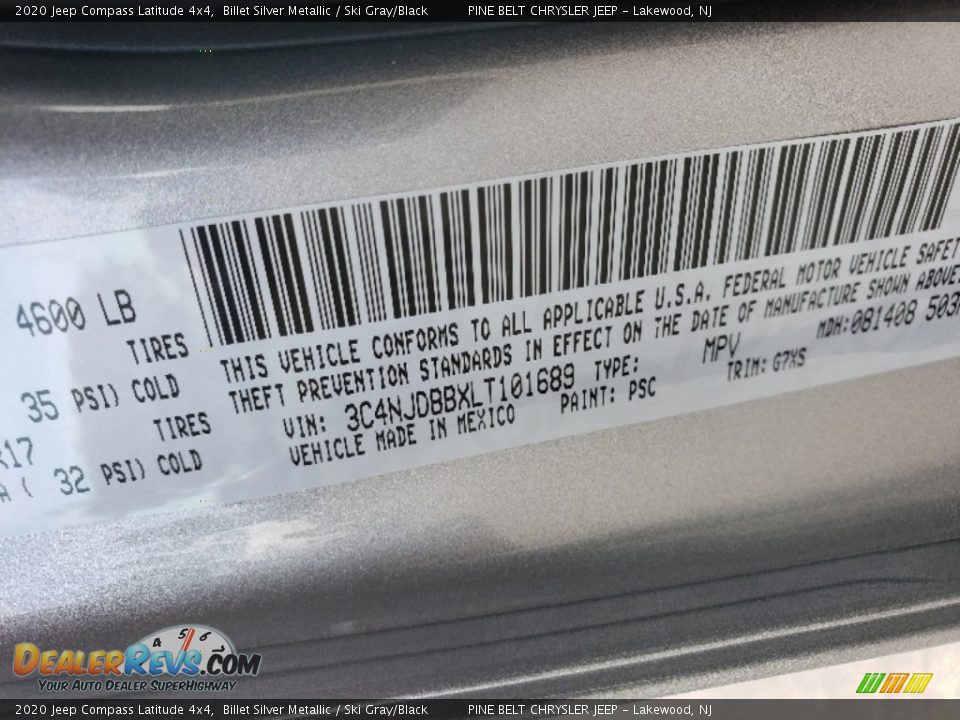 2020 Jeep Compass Latitude 4x4, Billet Silver Metallic / Ski Gray/Black PINE BELT CHRYSLER JEEP - Lakewood, NJ
4600 LB
TIRES
35 PSI) COLD
R17 TIRES
A ( 32 PSI) COLD
THIS VEHICLE CONFORMS TO ALL APPLICABLE U.S.A. FEDERAL MOTOR VEHICLE SAFET
THEFT PREVENTION STANDARDS IN EFFECT ON THE DATE OF MANUFACTURE SHOWN ABOVE
VIN: 3C4NJDBBXLT101689 TYPE: MPV MDH:081408 503
VEHICLE MADE IN MEXICO PAINT: PSC TRIM: G7XS
4 5 6
DEALERREVS.COM
YOUR AUTO DEALER SUPERHIGHWAY
2020 Jeep Compass Latitude 4x4, Billet Silver Metallic / Ski Gray/Black PINE BELT CHRYSLER JEEP - Lakewood, NJ